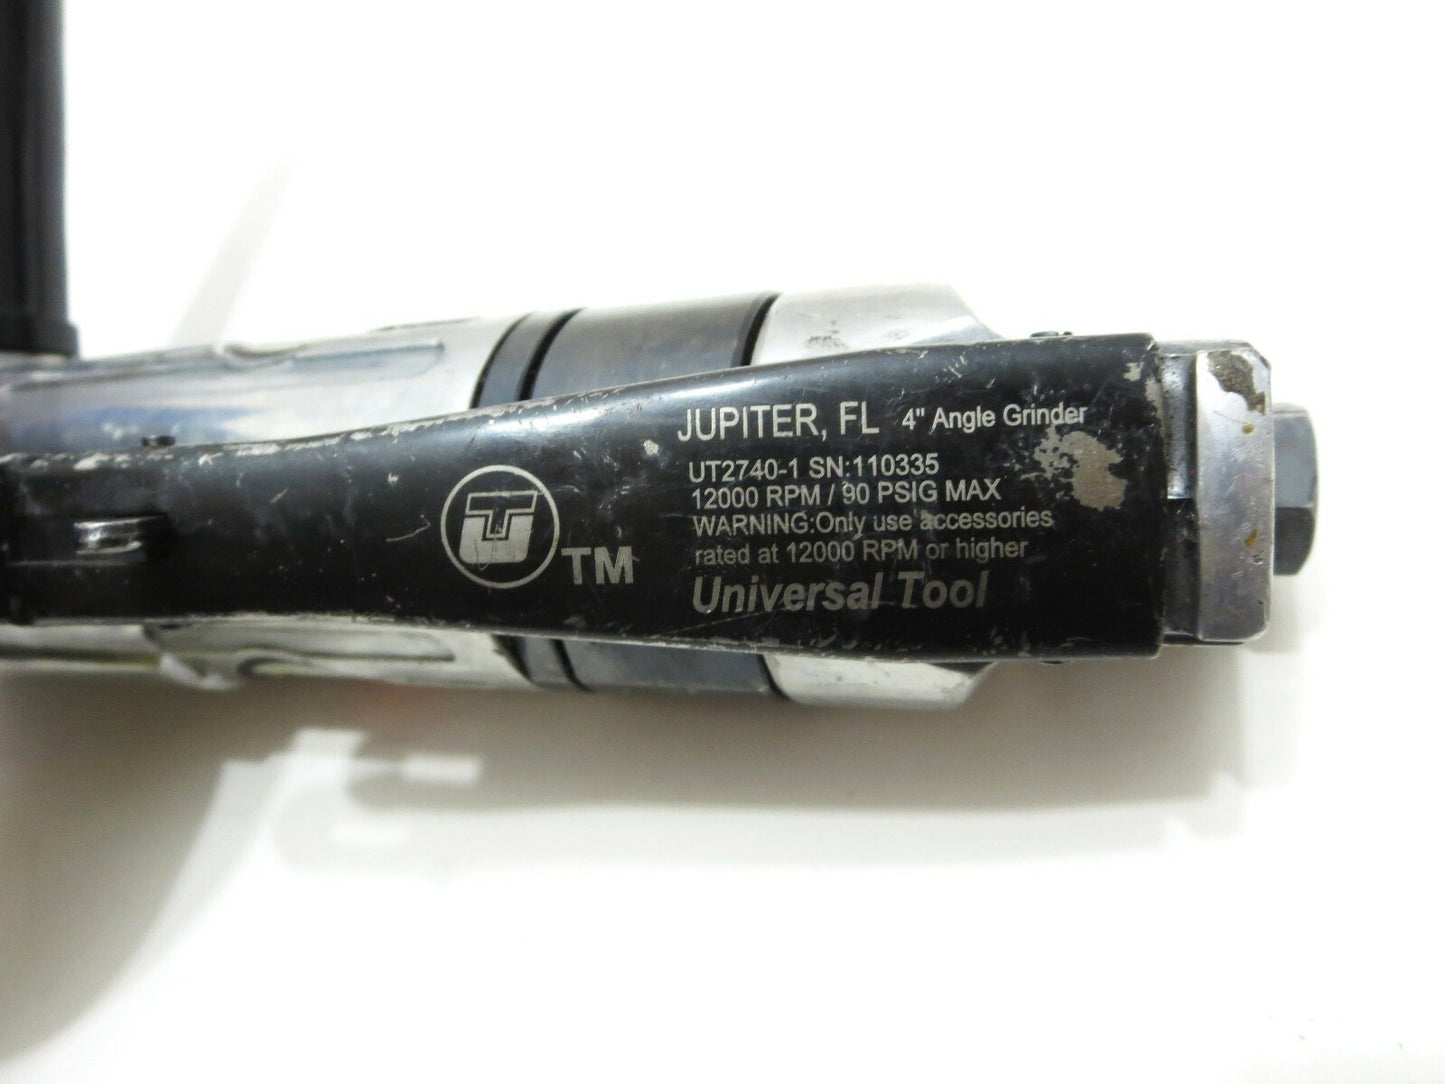 JUPITER, FL 4" Angle Grinder
UT2740-1 SN:110335
12000 RPM / 90 PSIG MAX
WARNING:Only use accessories
rated at 12000 RPM or higher
Universal Tool
UT TM